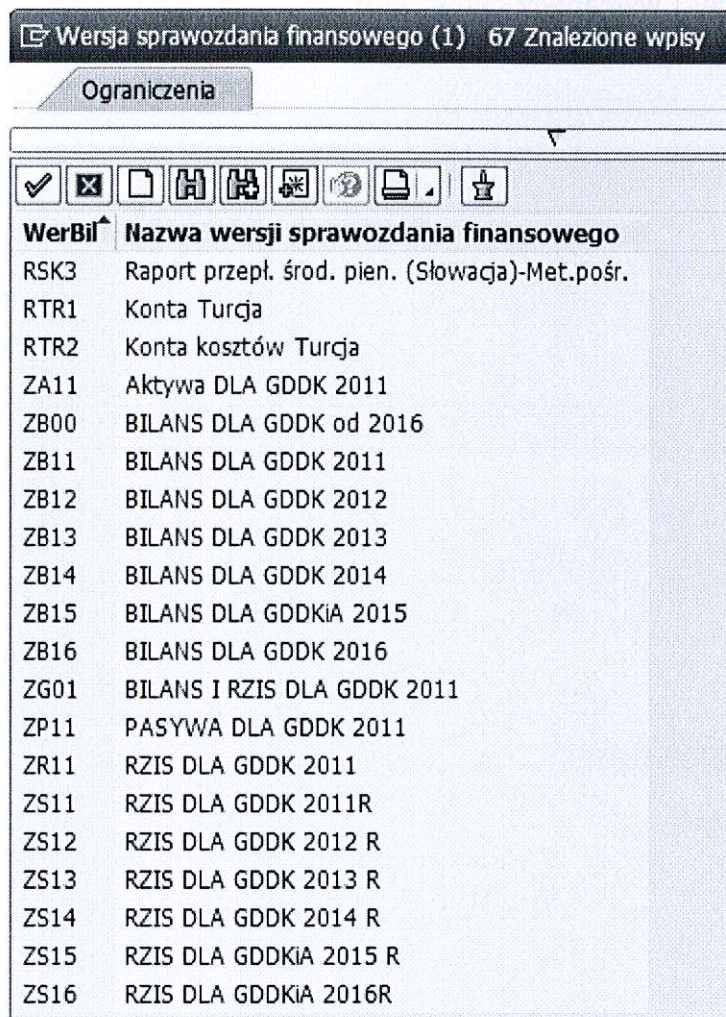 Wersja sprawozdania finansowego (1) 67 Znalezione wpisy
Ograniczenia
WerBil Nazwa wersji sprawozdania finansowego
RSK3 Raport przepł. środ. pien. (Słowacja)-Met.pośr.
RTR1 Konta Turcja
RTR2 Konta kosztów Turcja
ZA11 Aktywa DLA GDDK 2011
ZB00 BILANS DLA GDDK od 2016
ZB11 BILANS DLA GDDK 2011
ZB12 BILANS DLA GDDK 2012
ZB13 BILANS DLA GDDK 2013
ZB14 BILANS DLA GDDK 2014
ZB15 BILANS DLA GDDKiA 2015
ZB16 BILANS DLA GDDK 2016
ZG01 BILANS I RZIS DLA GDDK 2011
ZP11 PASYWA DLA GDDK 2011
ZR11 RZIS DLA GDDK 2011
ZS11 RZIS DLA GDDK 2011R
ZS12 RZIS DLA GDDK 2012 R
ZS13 RZIS DLA GDDK 2013 R
ZS14 RZIS DLA GDDK 2014 R
ZS15 RZIS DLA GDDKiA 2015 R
ZS16 RZIS DLA GDDKiA 2016R